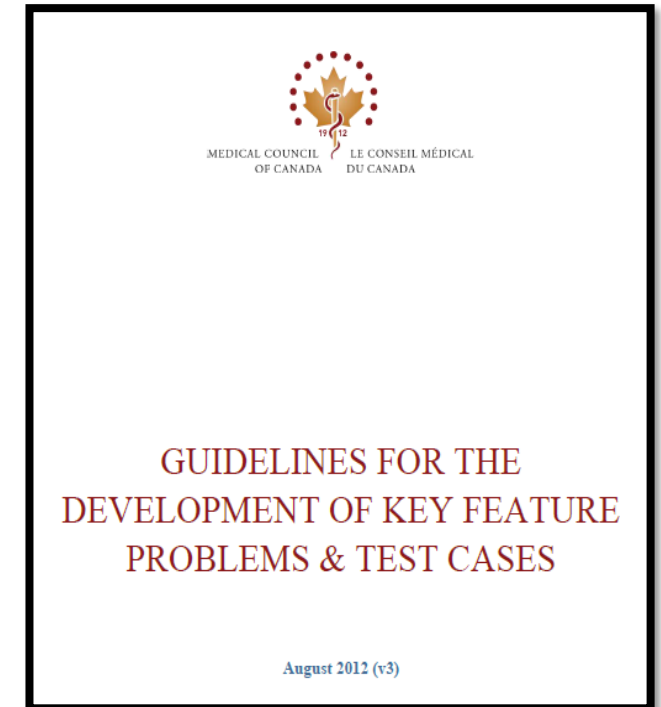 19 12
MEDICAL COUNCIL LE CONSEIL MÉDICAL
OF CANADA DU CANADA
GUIDELINES FOR THE
DEVELOPMENT OF KEY FEATURE
PROBLEMS & TEST CASES
August 2012 (v3)